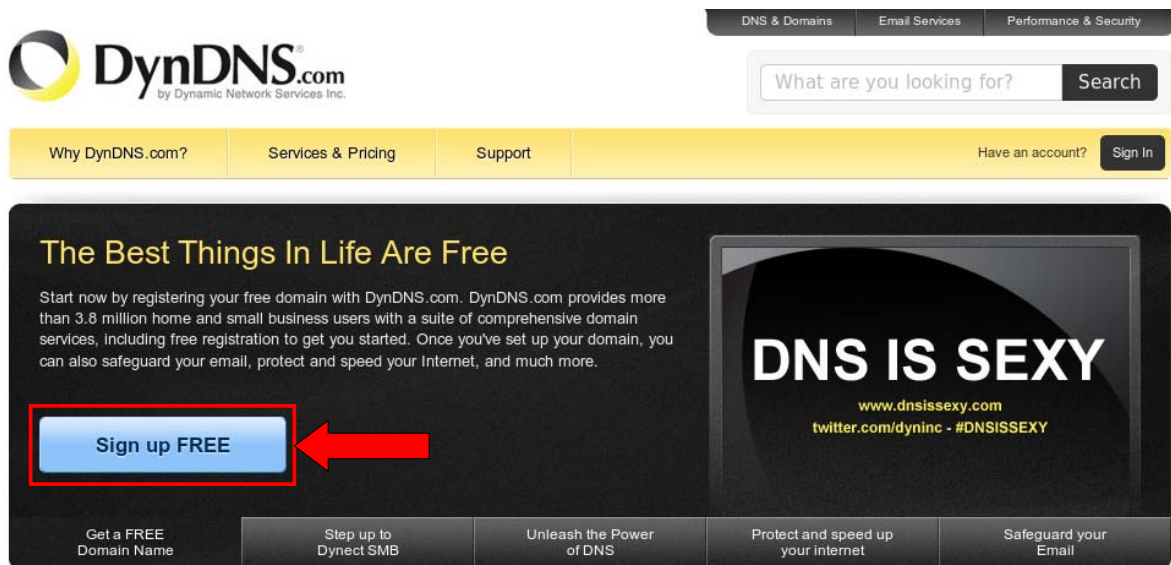 DNS & Domains
Email Services
Performance & Security
DynDNS.com
by Dynamic Network Services Inc.
What are you looking for?
Search
Why DynDNS.com?
Services & Pricing
Support
Have an account?
Sign In
The Best Things In Life Are Free
Start now by registering your free domain with DynDNS.com. DynDNS.com provides more
than 3.8 million home and small business users with a suite of comprehensive domain
services, including free registration to get you started. Once you've set up your domain, you
can also safeguard your email, protect and speed your Internet, and much more.
Sign up FREE
DNS IS SEXY
www.dnsissexy.com
twitter.com/dyninc - #DNSISSEXY
Get a FREE
Domain Name
Step up to
Dynect SMB
Unleash the Power
of DNS
Protect and speed up
your internet
Safeguard your
Email